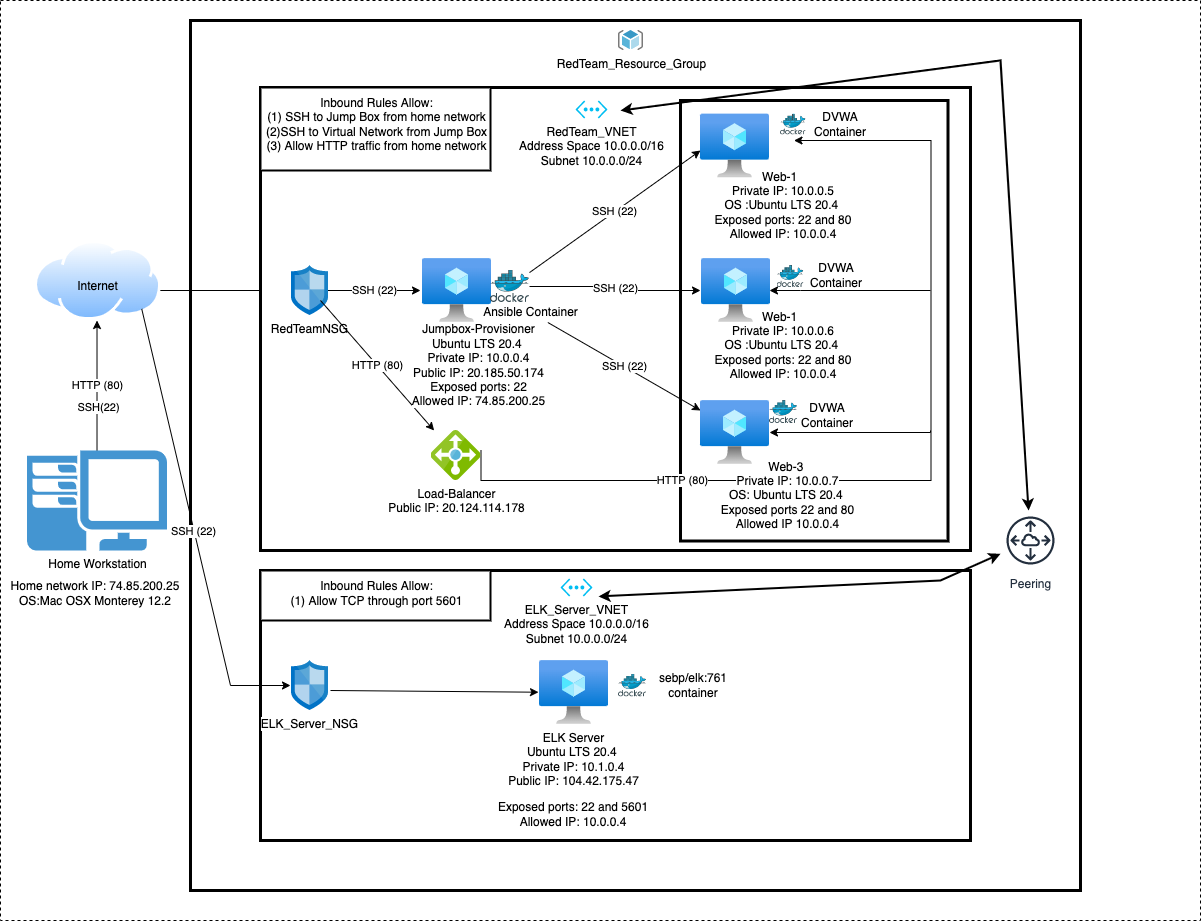 RedTeam_Resource_Group
Inbound Rules Allow:
(1) SSH to Jump Box from home network
(2)SSH to Virtual Network from Jump Box
(3) Allow HTTP traffic from home network
RedTeam_VNET
Address Space 10.0.0.0/16
Subnet 10.0.0.0/24
docker
DVWA
Container
Web-1
Private IP: 10.0.0.5
OS :Ubuntu LTS 20.4
Exposed ports: 22 and 80
Allowed IP: 10.0.0.4
SSH (22)
Internet
RedTeamNSG
SSH (22)
docker
Ansible Container
Jumpbox-Provisioner
Ubuntu LTS 20.4
Private IP: 10.0.0.4
Public IP: 20.185.50.174
Exposed ports: 22
Allowed IP: 74.85.200.25
SSH (22)
docker
DVWA
Container
Web-1
Private IP: 10.0.0.6
OS :Ubuntu LTS 20.4
Exposed ports: 22 and 80
Allowed IP: 10.0.0.4
HTTP (80)
SSH (22)
HTTP (80)
SSH(22)
docker
DVWA
Container
Web-3
Private IP: 10.0.0.7
OS: Ubuntu LTS 20.4
Exposed ports 22 and 80
Allowed IP 10.0.0.4
HTTP (80)
Load-Balancer
Public IP: 20.124.114.178
SSH (22)
Home Workstation
Home network IP: 74.85.200.25
OS:Mac OSX Monterey 12.2
Peering
Inbound Rules Allow:
(1) Allow TCP through port 5601
ELK_Server_VNET
Address Space 10.0.0.0/16
Subnet 10.0.0.0/24
ELK_Server_NSG
docker
sebp/elk:761
container
ELK Server
Ubuntu LTS 20.4
Private IP: 10.1.0.4
Public IP: 104.42.175.47
Exposed ports: 22 and 5601
Allowed IP: 10.0.0.4